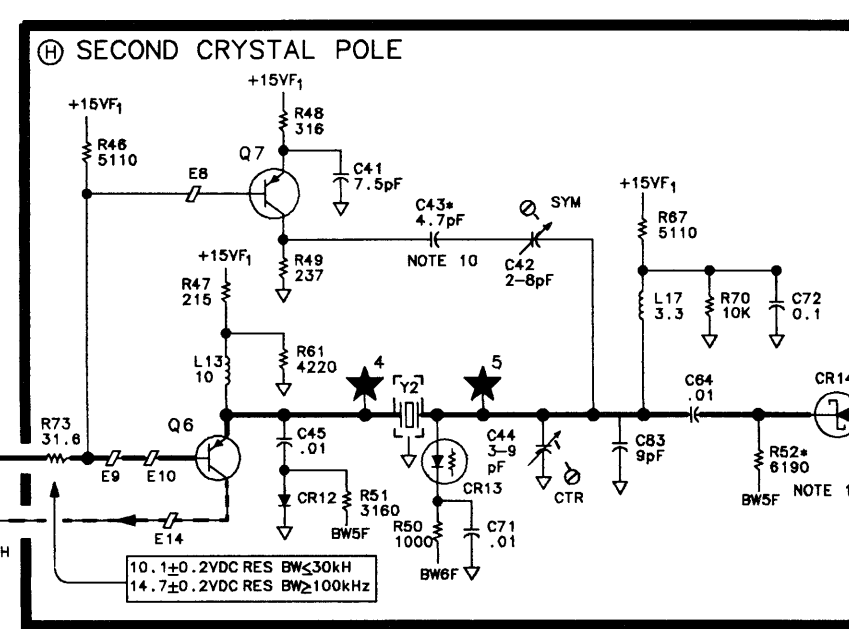 H SECOND CRYSTAL POLE
+15VF1
+15VF1
R48
316
R46
5110
Q7
E8
C41
7.5pF
+15VF1
C43*
4.7pF
SYM
R67
5110
+15VF1
NOTE 10
C42
2-8pF
R49
237
R47
215
L17
3.3
R70
10K
C72
0.1
L13
10
R61
4220
4
5
Y2
C64
.01
CR14
R73
31.6
Q6
C45
.01
C44
3-9
pF
C83
9pF
R52*
6190
E9
E10
CR12
R51
3160
CR13
CTR
BW5F
NOTE 1
E14
BW5F
R50
1000
C71
.01
H
BW6F
10.1±0.2VDC RES BW≤30kH
14.7±0.2VDC RES BW≥100kHz